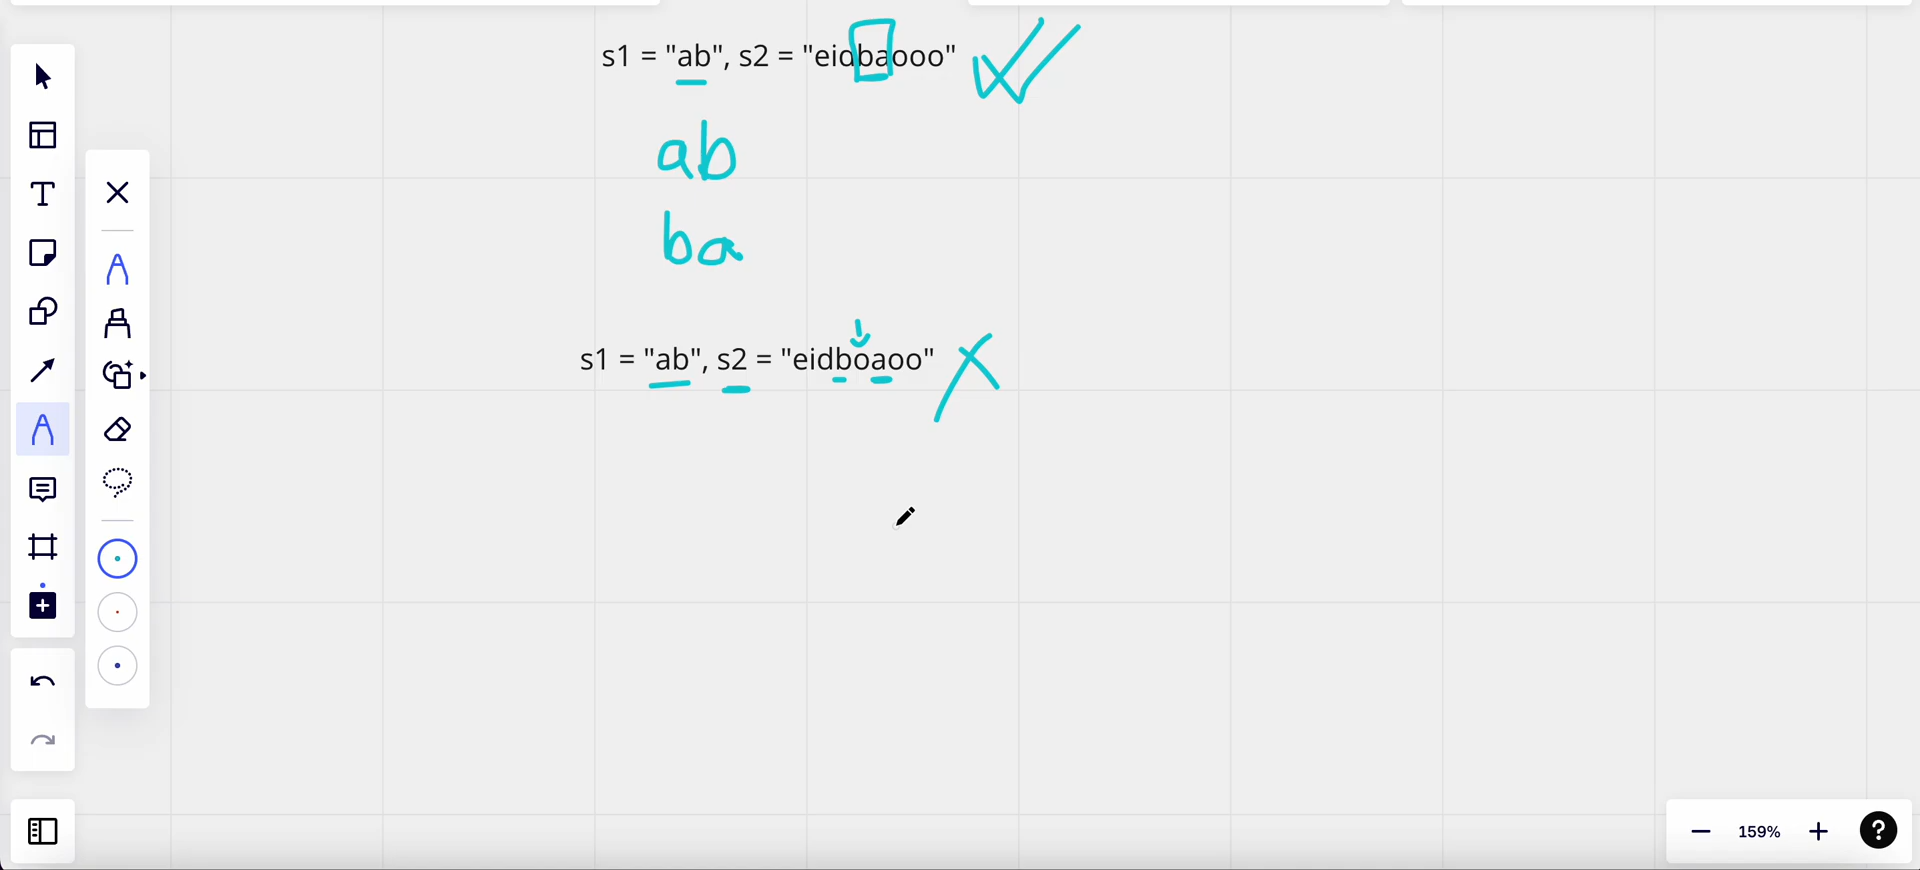 s1 = "ab", s2 = "eidbaooo"
ab
ba
s1 = "ab", s2 = "eidboaoo"
T
159%
?